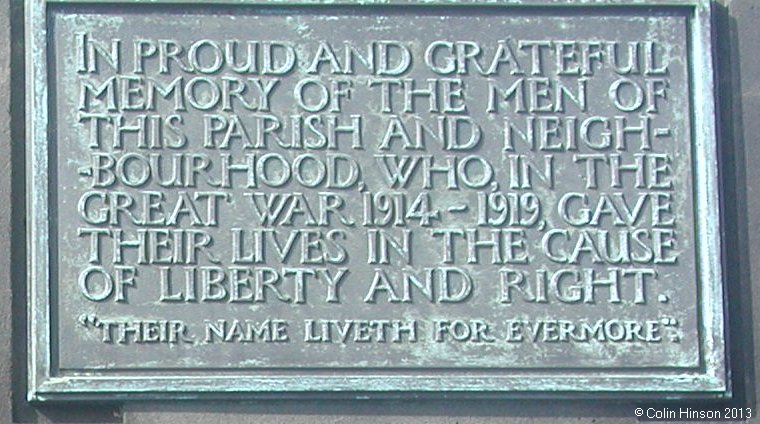 IN PROUD AND GRATEFUL
MEMORY OF THE MEN OF
THIS PARISH AND NEIGH-
-BOURHOOD, WHO, IN THE
GREAT WAR 1914-1919, GAVE
THEIR LIVES IN THE CAUSE
OF LIBERTY AND RIGHT.
"THEIR NAME LIVETH FOR EVERMORE"
© Colin Hinson 2013